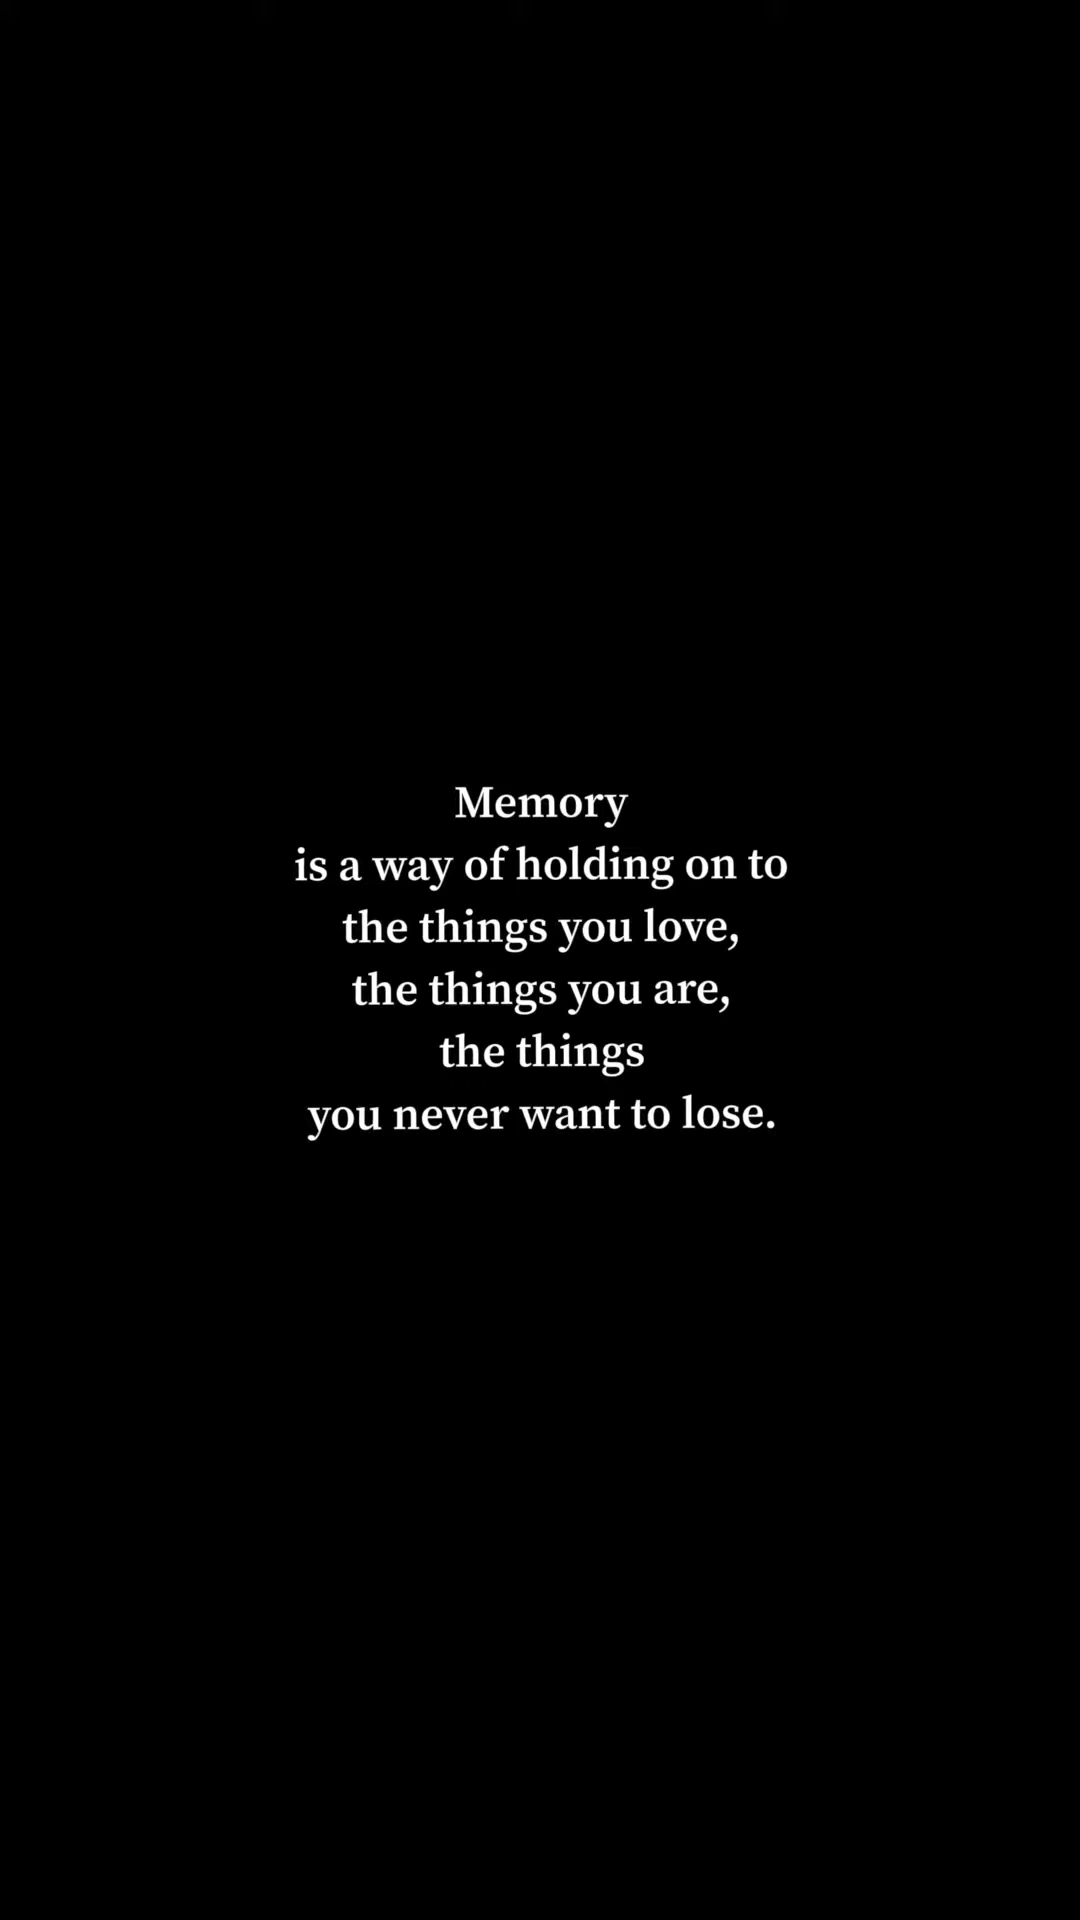 Memory
is a way of holding on to
the things you love,
the things you are,
the things
you never want to lose.